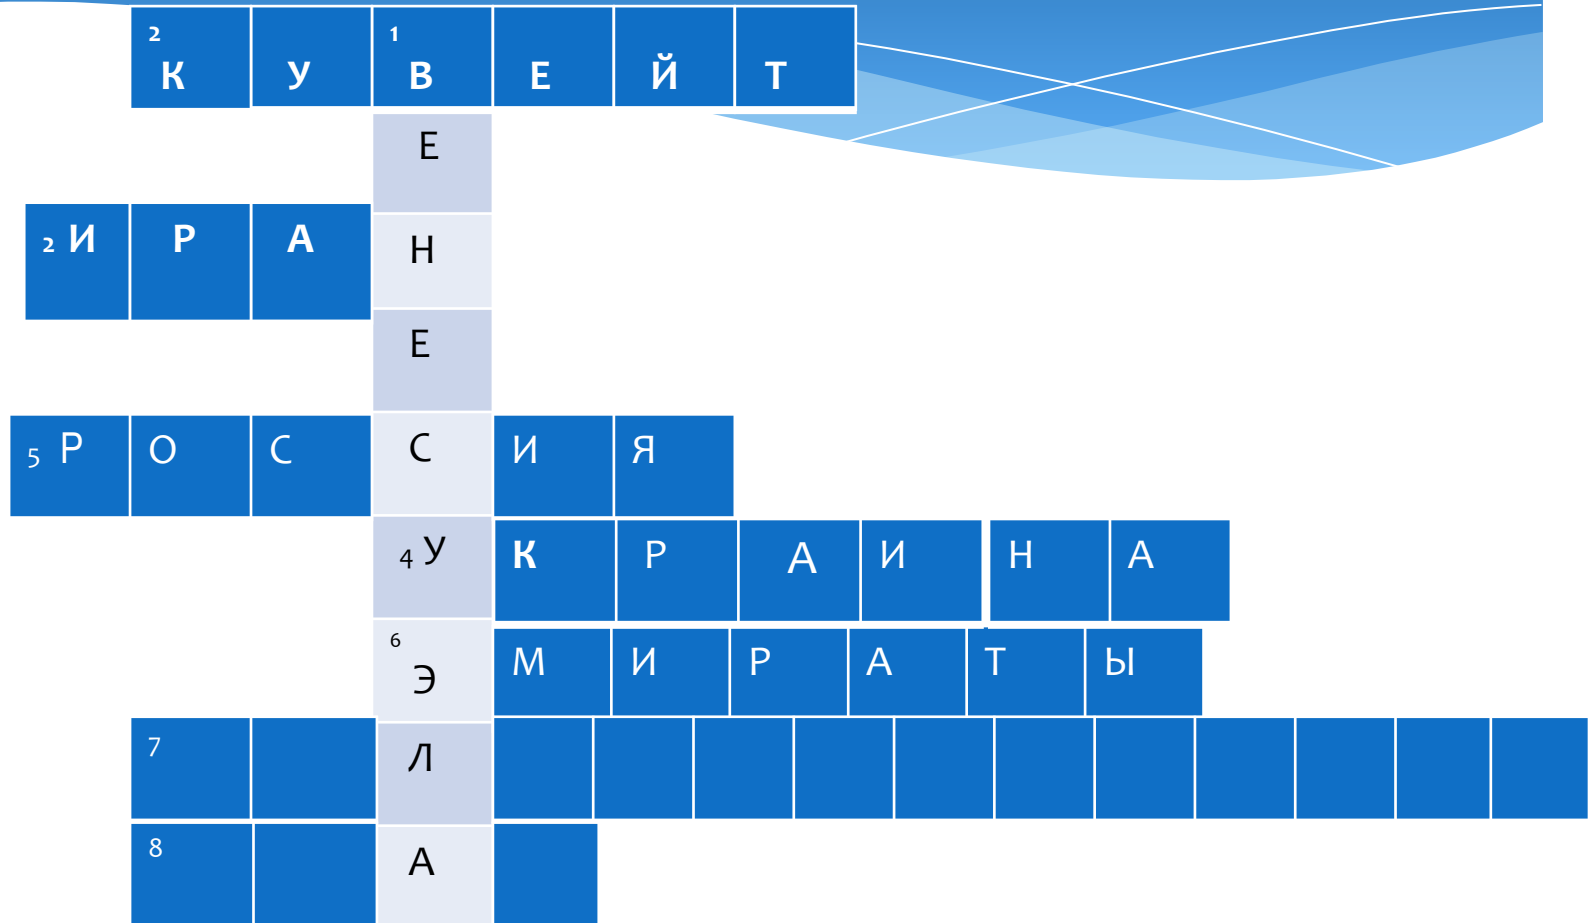 2 К У 1 В Е Й Т
Е
2 И Р А Н
Е
5 Р О С С И Я
4 У К Р А И Н А
6 Э М И Р А Т Ы
7 Л
8 А